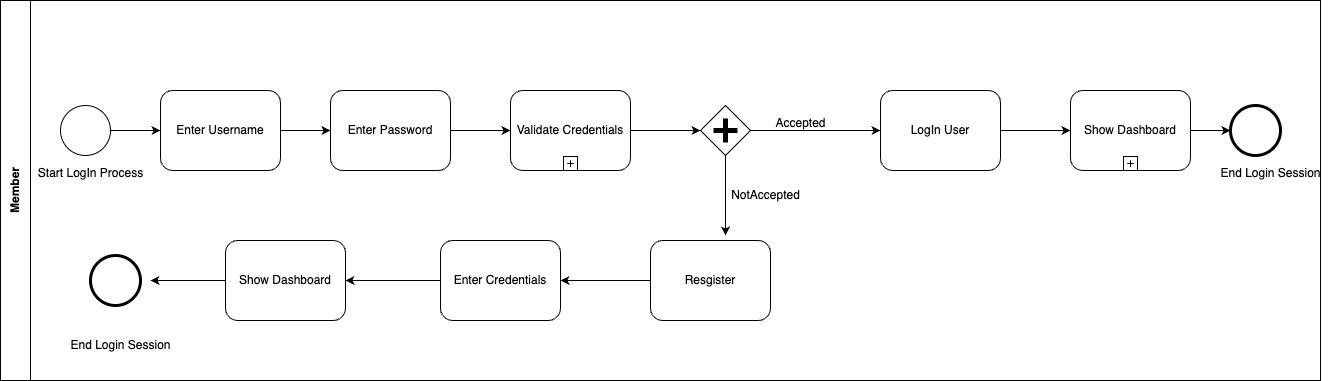 Member
Start LogIn Process
Enter Username
Enter Password
Validate Credentials
Accepted
LogIn User
Show Dashboard
End Login Session
NotAccepted
Resgister
Enter Credentials
Show Dashboard
End Login Session